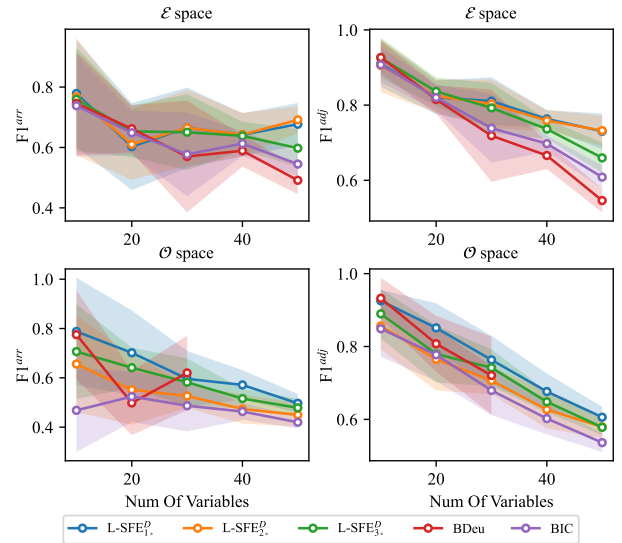 ℰ space
ℰ space
F1^{arr}
0.8
0.6
0.4
20
40
F1^{adj}
1.0
0.8
0.6
20
40
𝒪 space
𝒪 space
F1^{arr}
1.0
0.8
0.6
0.4
20
40
Num Of Variables
F1^{adj}
1.0
0.8
0.6
20
40
Num Of Variables
L-SFE^{D}_{1*} L-SFE^{D}_{2*} L-SFE^{D}_{3*} BDeu BIC